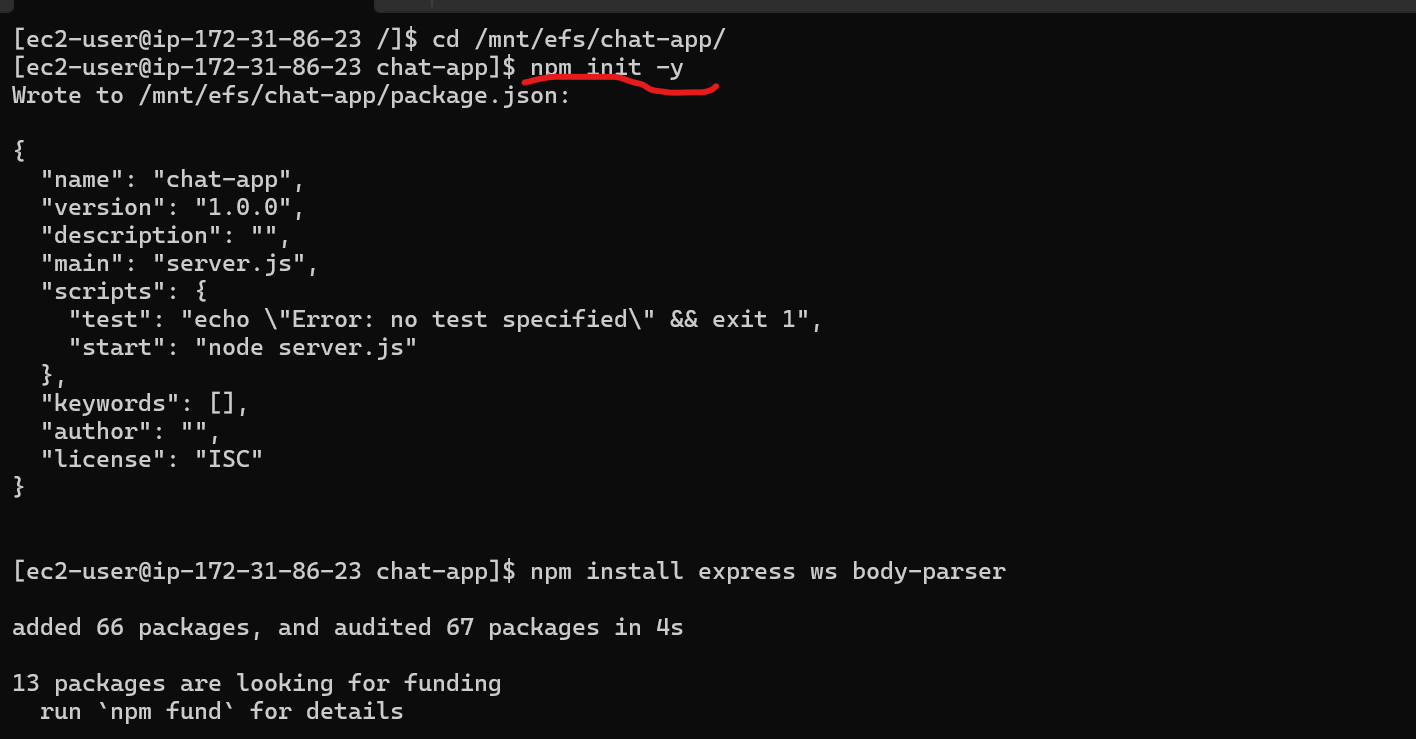 [ec2-user@ip-172-31-86-23 /]$ cd /mnt/efs/chat-app/
[ec2-user@ip-172-31-86-23 chat-app]$ npm init -y
Wrote to /mnt/efs/chat-app/package.json:
{
  "name": "chat-app",
  "version": "1.0.0",
  "description": "",
  "main": "server.js",
  "scripts": {
    "test": "echo \"Error: no test specified\" && exit 1",
    "start": "node server.js"
  },
  "keywords": [],
  "author": "",
  "license": "ISC"
}
[ec2-user@ip-172-31-86-23 chat-app]$ npm install express ws body-parser
added 66 packages, and audited 67 packages in 4s
13 packages are looking for funding
  run `npm fund` for details